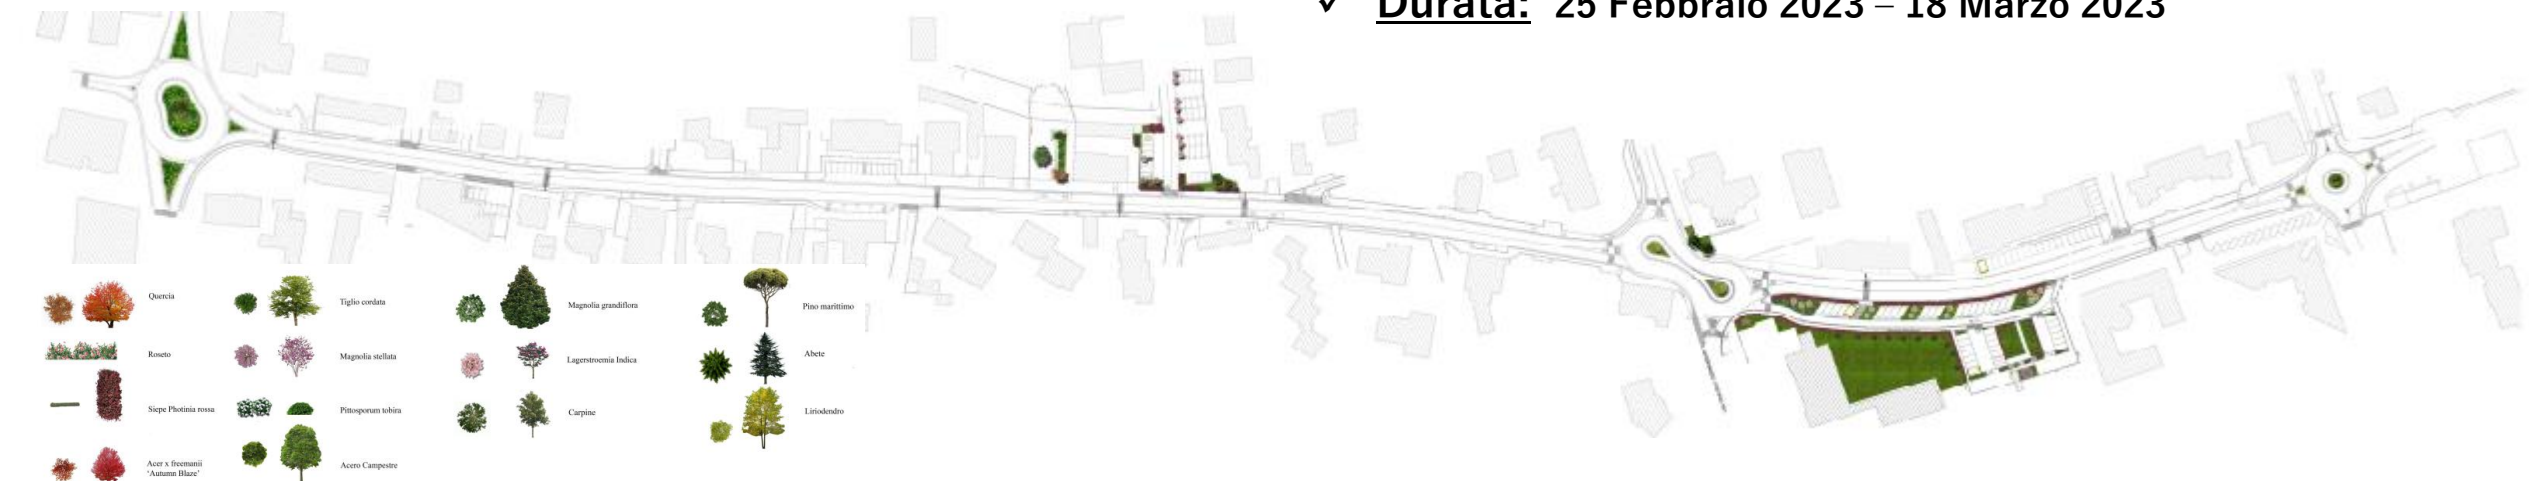 ✓ Durata: 25 Febbraio 2023 – 18 Marzo 2023
Quercia
Tiglio cordata
Magnolia grandiflora
Pino marittimo
Roseto
Magnolia stellata
Lagerstroemia Indica
Abete
Siepe Photinia rossa
Pittosporum tobira
Carpine
Liriodendro
Acer x freemanii
'Autumn Blaze'
Acero Campestre